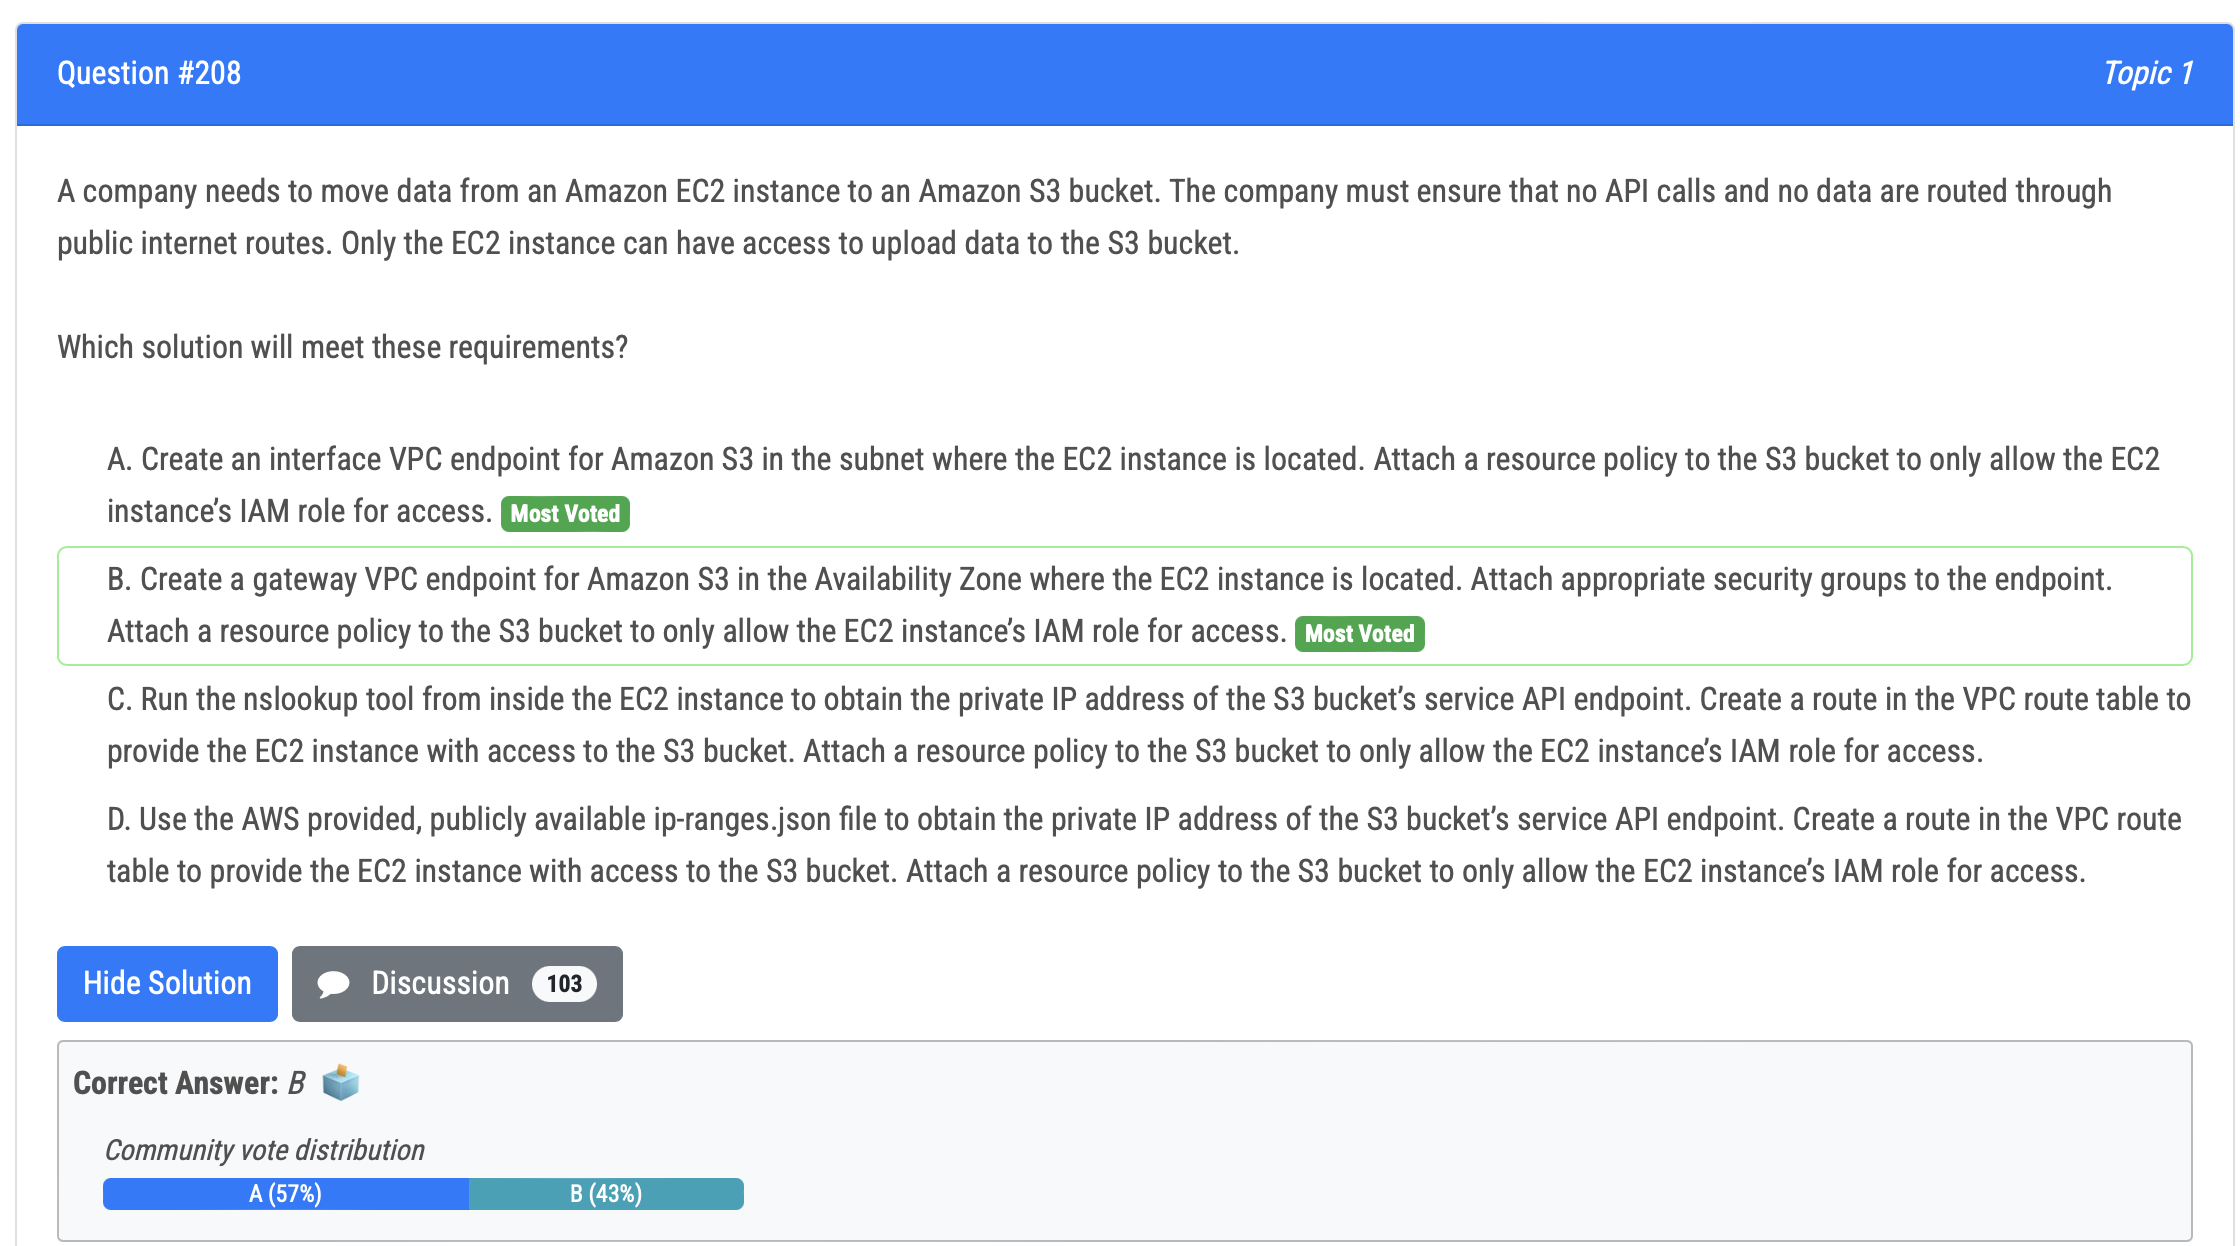 Question #208
Topic 1
A company needs to move data from an Amazon EC2 instance to an Amazon S3 bucket. The company must ensure that no API calls and no data are routed through
public internet routes. Only the EC2 instance can have access to upload data to the S3 bucket.
Which solution will meet these requirements?
A. Create an interface VPC endpoint for Amazon S3 in the subnet where the EC2 instance is located. Attach a resource policy to the S3 bucket to only allow the EC2
instance’s IAM role for access. Most Voted
B. Create a gateway VPC endpoint for Amazon S3 in the Availability Zone where the EC2 instance is located. Attach appropriate security groups to the endpoint.
Attach a resource policy to the S3 bucket to only allow the EC2 instance’s IAM role for access. Most Voted
C. Run the nslookup tool from inside the EC2 instance to obtain the private IP address of the S3 bucket’s service API endpoint. Create a route in the VPC route table to
provide the EC2 instance with access to the S3 bucket. Attach a resource policy to the S3 bucket to only allow the EC2 instance’s IAM role for access.
D. Use the AWS provided, publicly available ip-ranges.json file to obtain the private IP address of the S3 bucket’s service API endpoint. Create a route in the VPC route
table to provide the EC2 instance with access to the S3 bucket. Attach a resource policy to the S3 bucket to only allow the EC2 instance’s IAM role for access.
Hide Solution
Discussion 103
Correct Answer: B
Community vote distribution
A (57%)
B (43%)